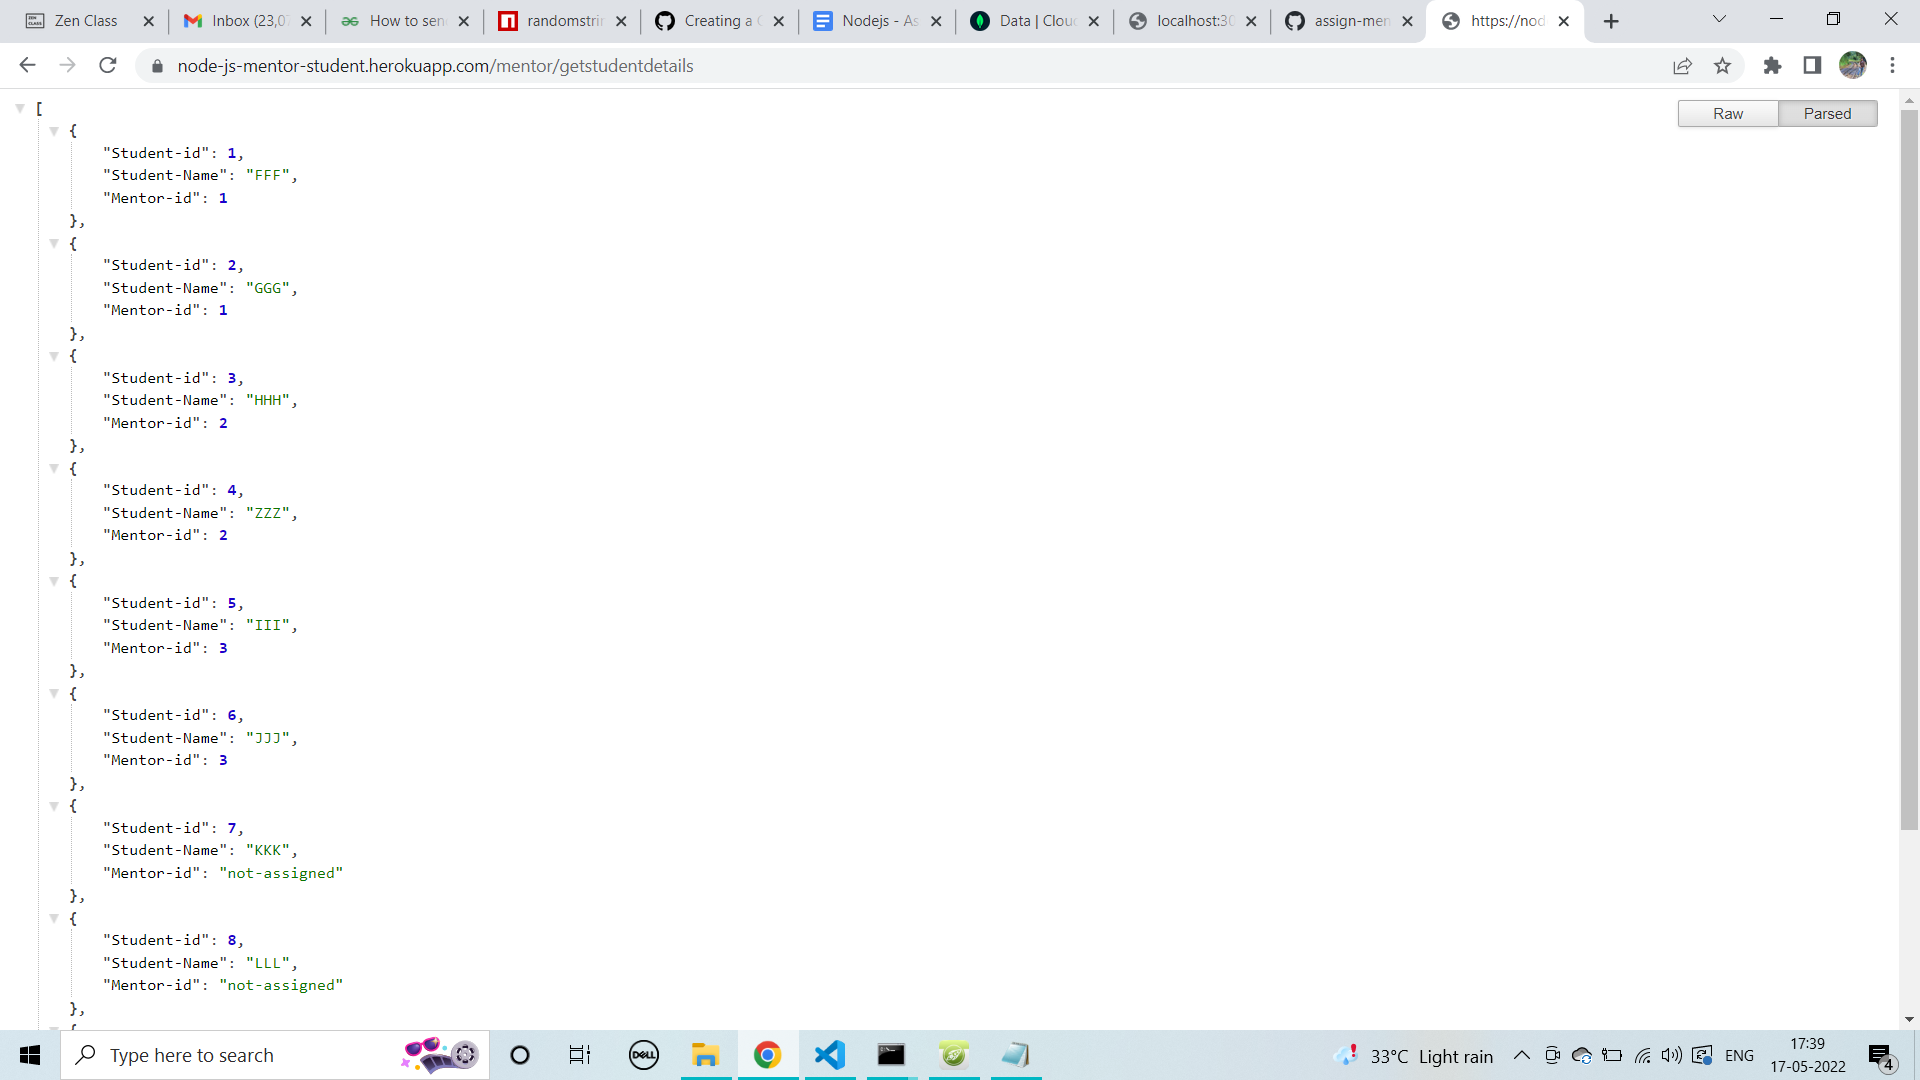 Zen Class
Inbox (23,07
How to sen
randomstrin
Creating a G
Nodejs - As
Data | Cloud
localhost:30
assign-men
https://nod
node-js-mentor-student.herokuapp.com/mentor/getstudentdetails
Raw
Parsed
[
{
"Student-id": 1,
"Student-Name": "FFF",
"Mentor-id": 1
},
{
"Student-id": 2,
"Student-Name": "GGG",
"Mentor-id": 1
},
{
"Student-id": 3,
"Student-Name": "HHH",
"Mentor-id": 2
},
{
"Student-id": 4,
"Student-Name": "ZZZ",
"Mentor-id": 2
},
{
"Student-id": 5,
"Student-Name": "III",
"Mentor-id": 3
},
{
"Student-id": 6,
"Student-Name": "JJJ",
"Mentor-id": 3
},
{
"Student-id": 7,
"Student-Name": "KKK",
"Mentor-id": "not-assigned"
},
{
"Student-id": 8,
"Student-Name": "LLL",
"Mentor-id": "not-assigned"
},
{
Type here to search
DELL
33°C Light rain
ENG
17:39
17-05-2022
4